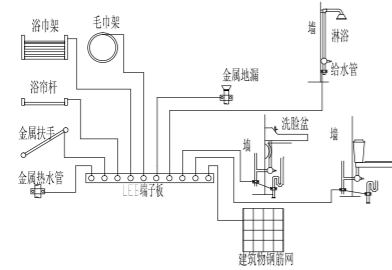 浴巾架
毛巾架
墙
淋浴
给水管
金属地漏
浴帘杆
金属扶手
洗脸盆
墙
墙
金属热水管
LEE端子板
建筑物钢筋网